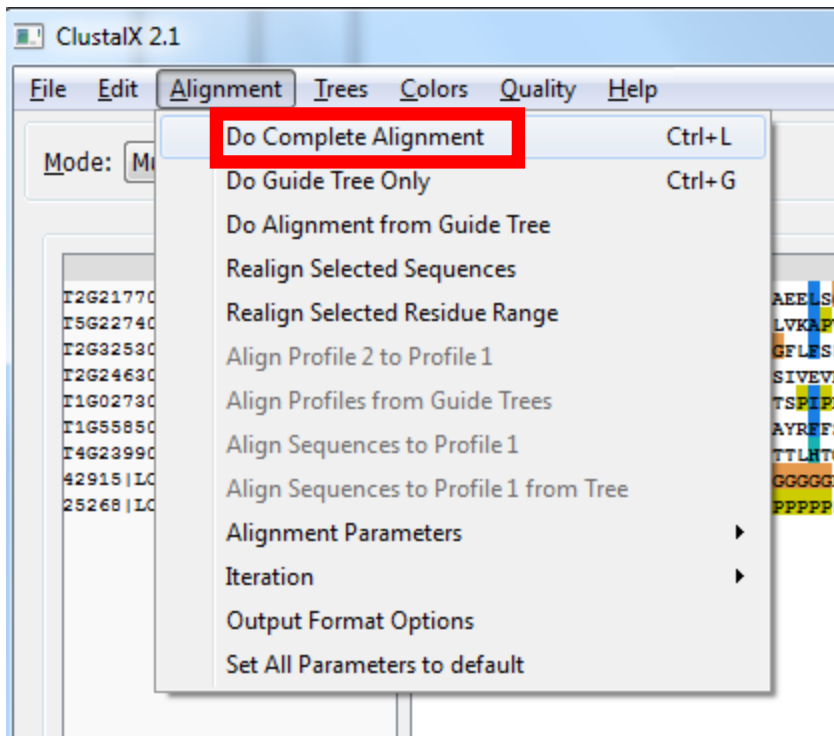 ClustalX 2.1
File Edit Alignment Trees Colors Quality Help
Mode:
Do Complete Alignment Ctrl+L
Do Guide Tree Only Ctrl+G
Do Alignment from Guide Tree
Realign Selected Sequences
Realign Selected Residue Range
Align Profile 2 to Profile 1
Align Profiles from Guide Trees
Align Sequences to Profile 1
Align Sequences to Profile 1 from Tree
Alignment Parameters
Iteration
Output Format Options
Set All Parameters to default
T2G21770 AEELS
T5G22740 LVKAP
T2G32530 GFLES
T2G24630 SIVEV
T1G02730 TSPIP
T1G55850 AYRFF
T4G23990 TTLHT
42915|LO GGGGG
25268|LO PPPPP